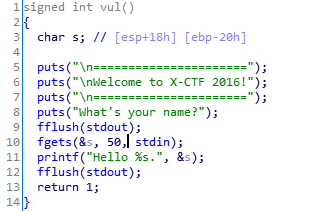 1 signed int vul()
2 {
3   char s; // [esp+18h] [ebp-20h]
4
5   puts("\n======================");
6   puts("\nWelcome to X-CTF 2016!");
7   puts("\n======================");
8   puts("What's your name?");
9   fflush(stdout);
10   fgets(&s, 50, stdin);
11   printf("Hello %s.", &s);
12   fflush(stdout);
13   return 1;
14 }